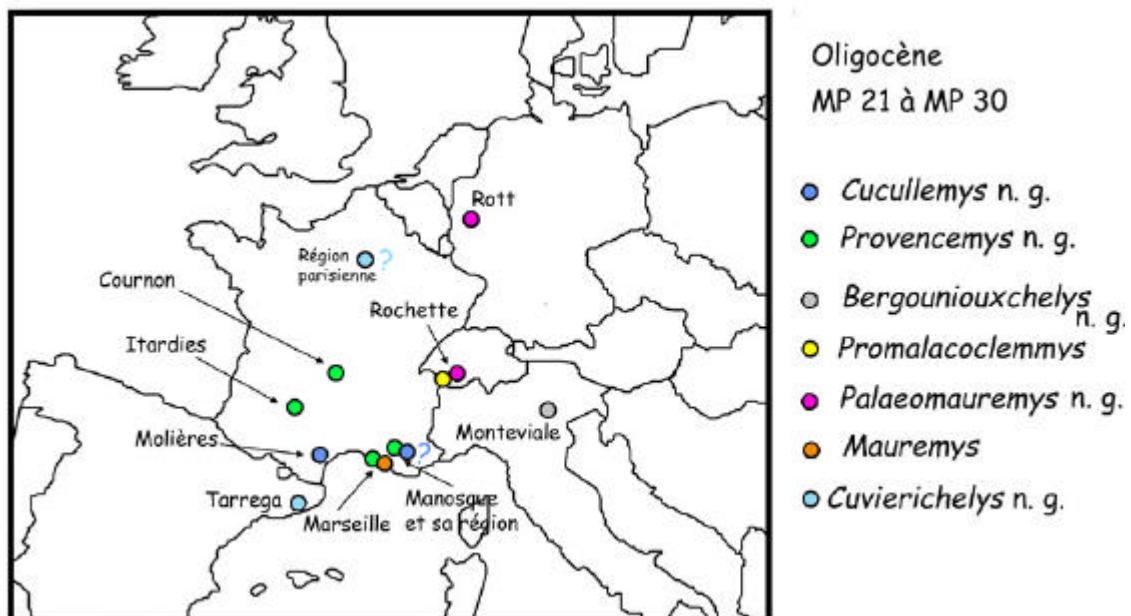 Rott
Région
parisienne
?
Cournon
Rochette
Itardies
Molières
Monteviale
?
Tarrega
Marseille
Manosque
et sa région
Oligocène
MP 21 à MP 30
Cucullemys n. g.
Provencemys n. g.
Bergouniouxchelys
n. g.
Promalacoclemmys
Palaeomauremys n. g.
Mauremys
Cuvierichelys n. g.